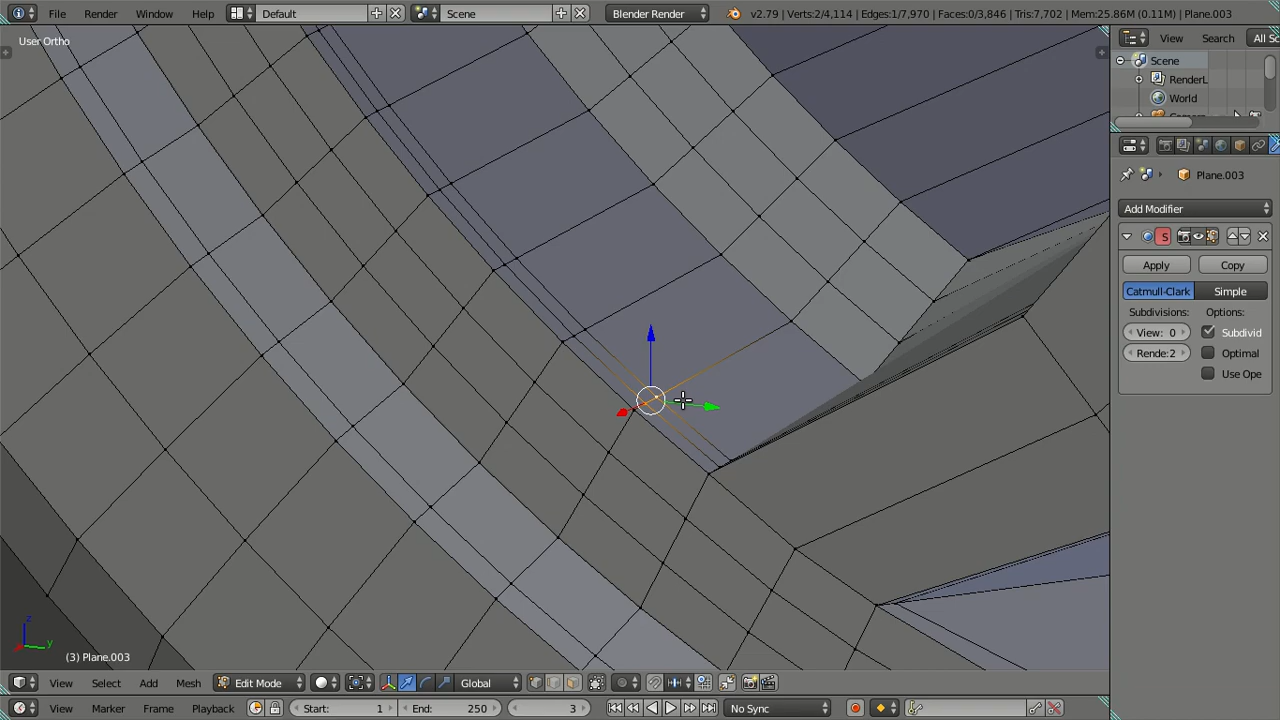 File Render Window Help Default Scene Blender Render v2.79 | Verts:2/4,114 | Edges:1/7,970 | Faces:0/3,846 | Tris:7,702 | Mem:25.86M (0.11M) | Plane.003
User Ortho
View Search All Sc
Scene
RenderL
World
Plane.003
Add Modifier
S
Apply Copy
Catmull-Clark Simple
Subdivisions: Options:
View: 0 Subdivid
Rende:2 Optimal
Use Ope
z
y
(3) Plane.003
View Select Add Mesh Edit Mode Global
View Marker Frame Playback Start: 1 End: 250 3 No Sync